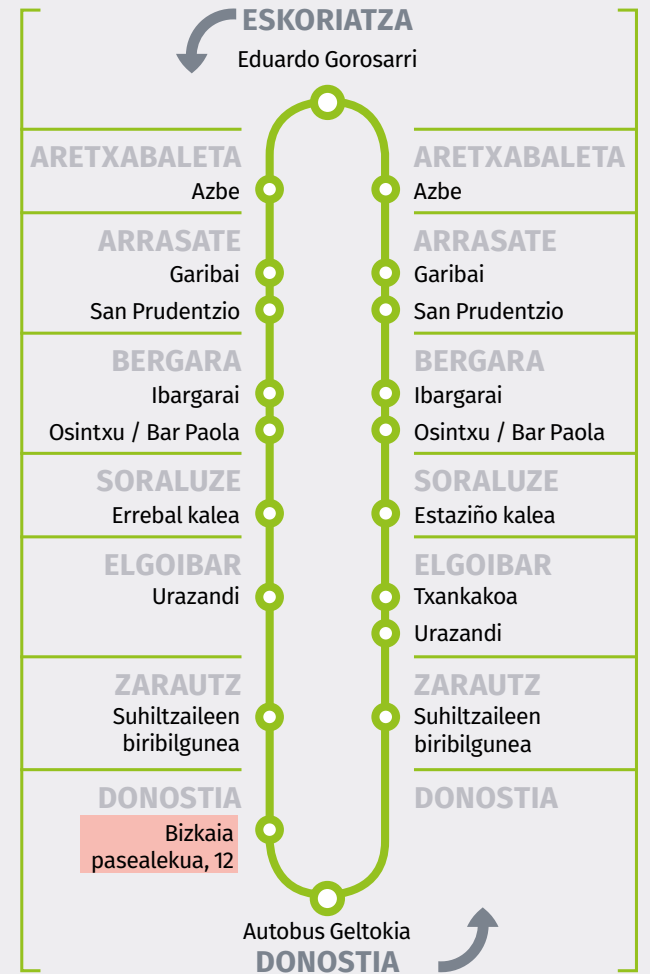 ESKORIATZA
Eduardo Gorosarri
ARETXABALETA
Azbe
ARRASATE
Garibai
San Prudentzio
BERGARA
Ibargarai
Osintxu / Bar Paola
SORALUZE
Errebal kalea
ELGOIBAR
Urazandi
ZARAUTZ
Suhiltzaileen
biribilgunea
DONOSTIA
Bizkaia
pasealekua, 12
ARETXABALETA
Azbe
ARRASATE
Garibai
San Prudentzio
BERGARA
Ibargarai
Osintxu / Bar Paola
SORALUZE
Estaziño kalea
ELGOIBAR
Txankakoa
Urazandi
ZARAUTZ
Suhiltzaileen
biribilgunea
DONOSTIA
Autobus Geltokia
DONOSTIA